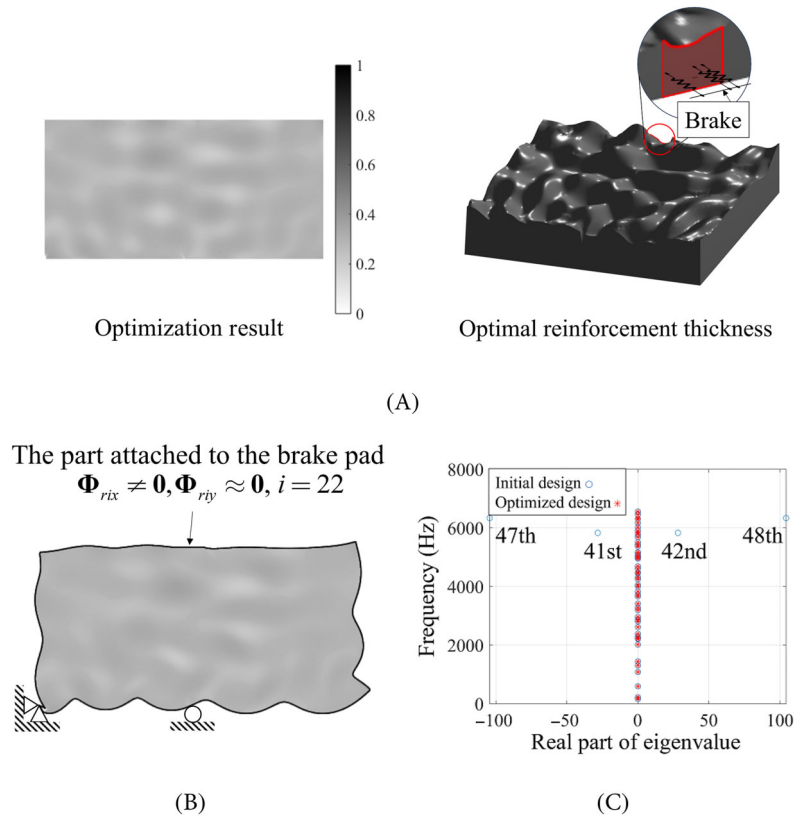 1
0.8
0.6
0.4
0.2
0
Brake
Optimization result
Optimal reinforcement thickness
(A)
The part attached to the brake pad
Φrix ≠ 0,Φriy ≈ 0, i = 22
(B)
8000
6000
4000
2000
0
Frequency (Hz)
Initial design
Optimized design
47th
41st
42nd
48th
−100
−50
0
50
100
Real part of eigenvalue
(C)